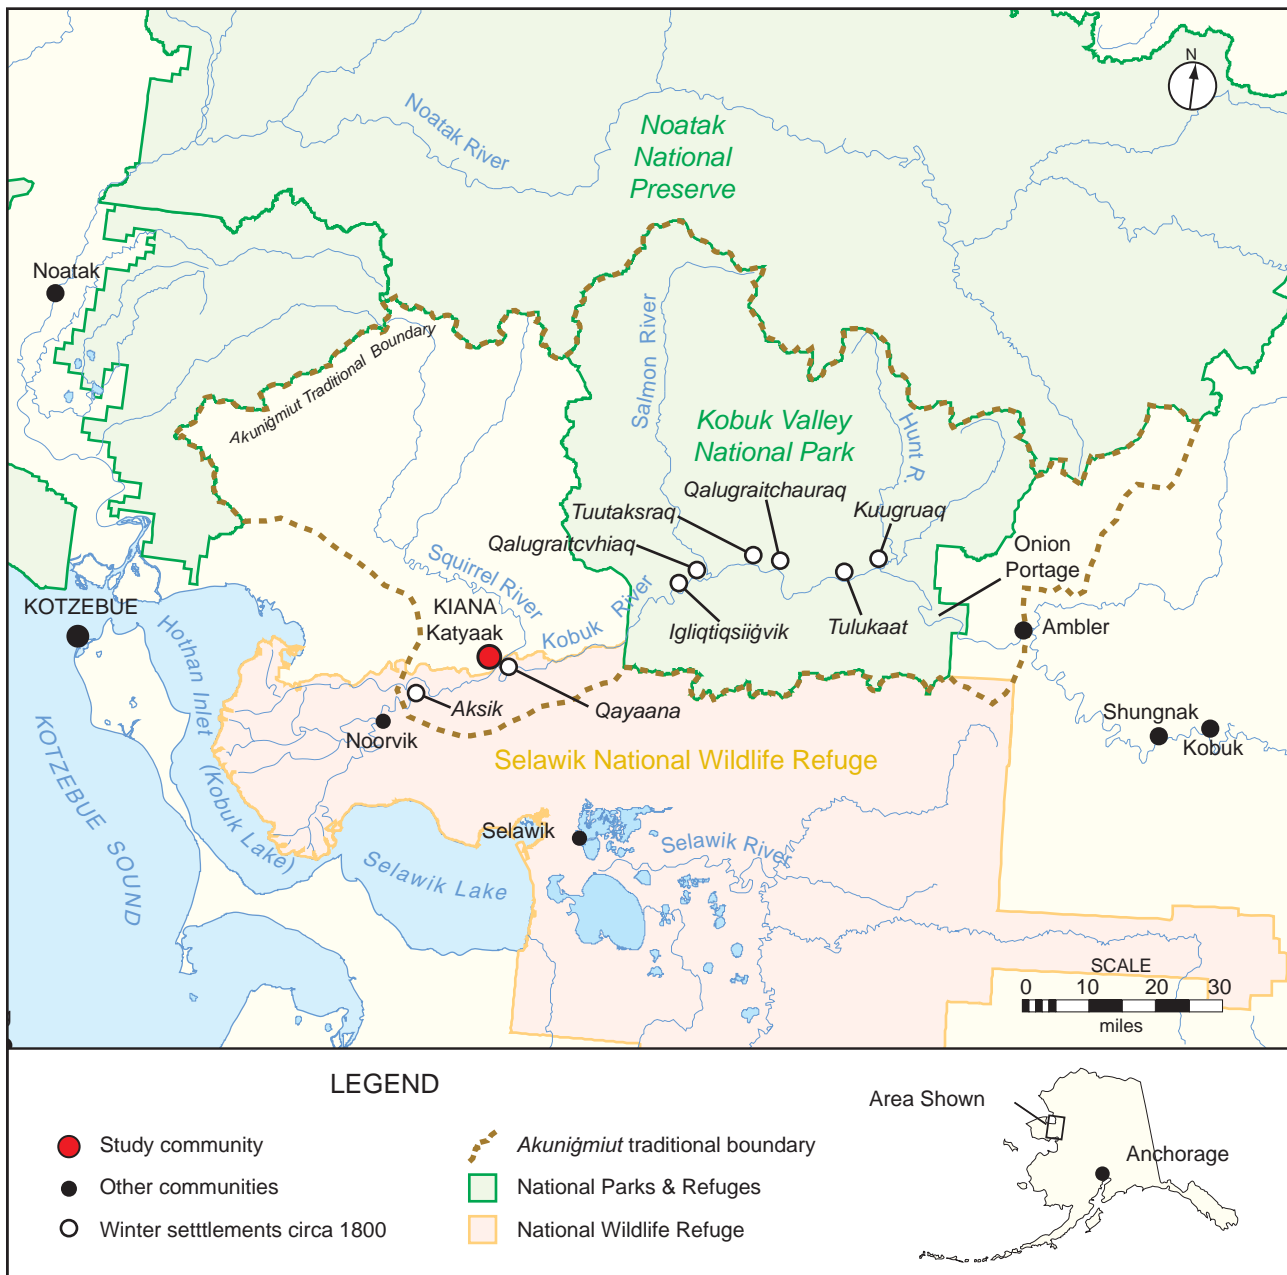 N
Noatak River
Noatak
National
Preserve
Noatak
Akuniġmiut Traditional Boundary
Salmon River
Kobuk Valley
National Park
Hunt R.
Qalugraitchauraq
Tuutaksraq
Kuugruaq
Qalugraitcvhiaq
Onion
Portage
Squirrel River
KOTZEBUE
KIANA
Katyaak
Kobuk River
Igliqtiqsiiġvik
Tulukaat
Ambler
Hothan Inlet
(Kobuk Lake)
Aksik
Qayaana
Noorvik
Shungnak
Kobuk
KOTZEBUE SOUND
Selawik National Wildlife Refuge
Selawik
Selawik River
Selawik Lake
SCALE
0 10 20 30
miles
LEGEND
Study community
Other communities
Winter setttlements circa 1800
Akuniġmiut traditional boundary
National Parks & Refuges
National Wildlife Refuge
Area Shown
Anchorage